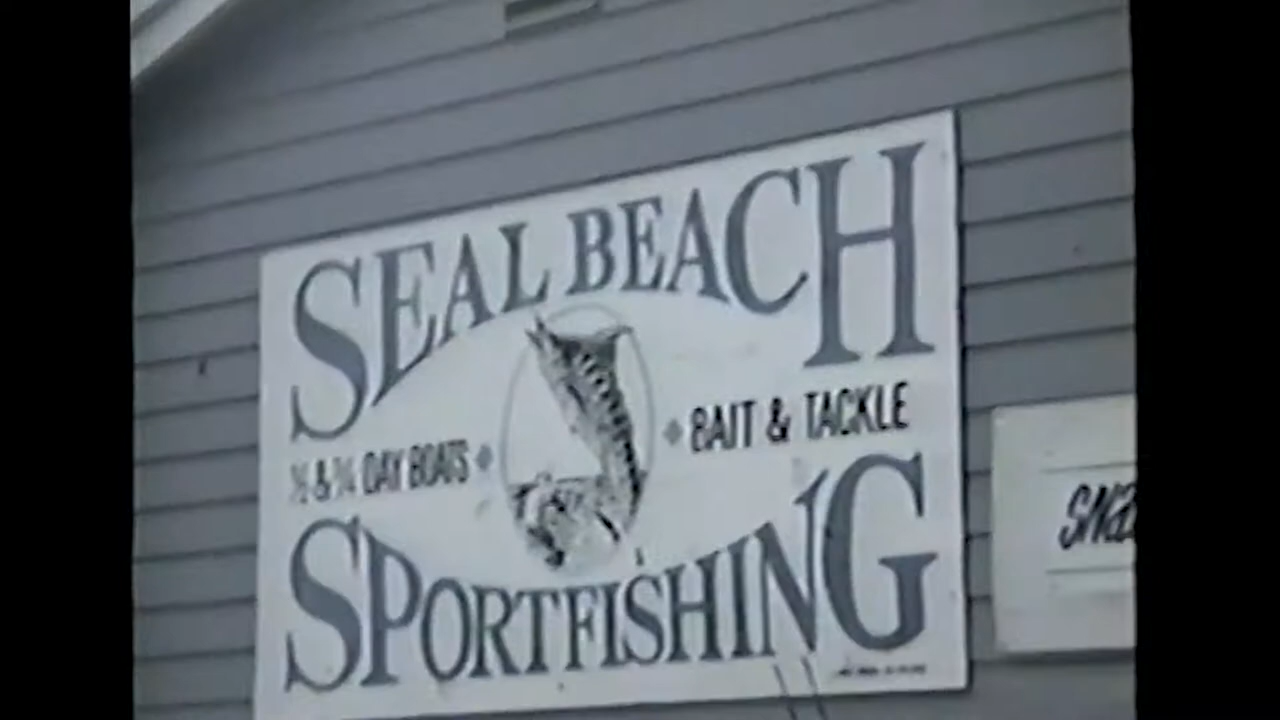 SEAL BEACH
½ & ¾ DAY BOATS
BAIT & TACKLE
SPORTFISHING